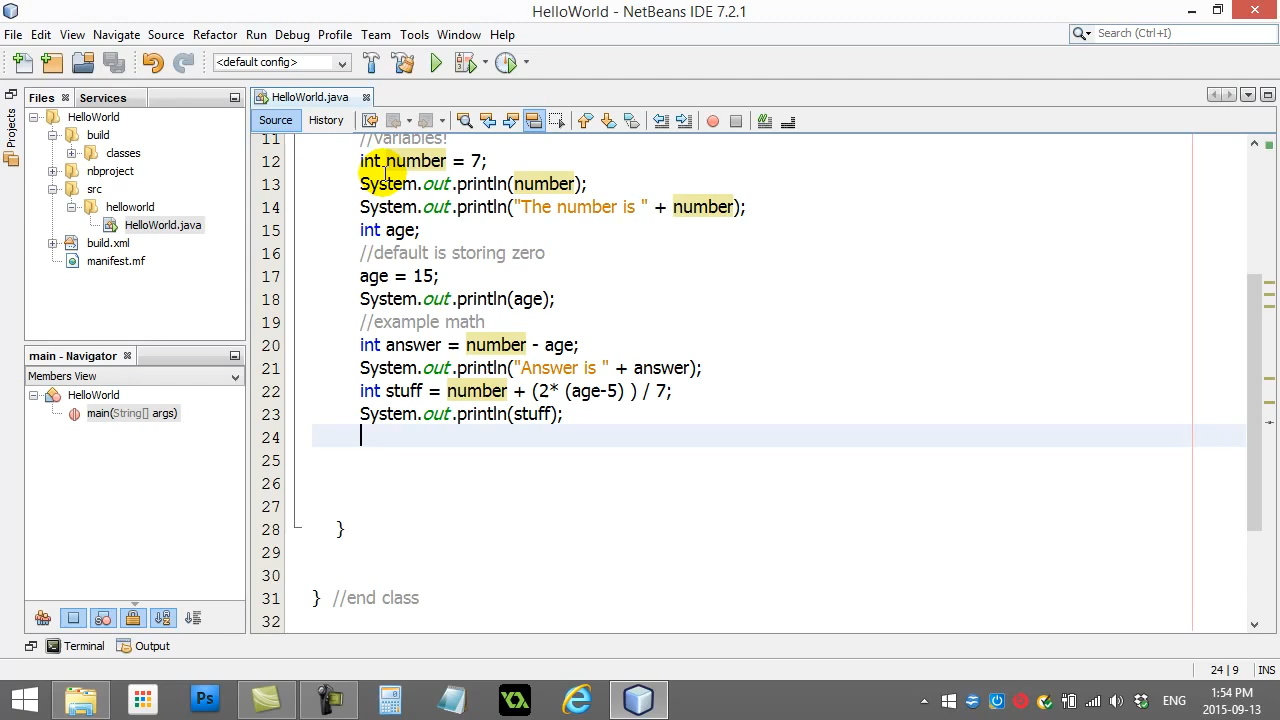 HelloWorld - NetBeans IDE 7.2.1
File Edit View Navigate Source Refactor Run Debug Profile Team Tools Window Help
Search (Ctrl+I)
<default config>
Projects
Files Services
HelloWorld
build
classes
nbproject
src
helloworld
HelloWorld.java
build.xml
manifest.mf
main - Navigator
Members View
HelloWorld
main(String[] args)
HelloWorld.java
Source History
11 //variables!
12 int number = 7;
13 System.out.println(number);
14 System.out.println("The number is " + number);
15 int age;
16 //default is storing zero
17 age = 15;
18 System.out.println(age);
19 //example math
20 int answer = number - age;
21 System.out.println("Answer is " + answer);
22 int stuff = number + (2* (age-5) ) / 7;
23 System.out.println(stuff);
24
25
26
27
28 }
29
30
31 } //end class
32
Terminal Output
24 | 9 INS
Ps
ENG
1:54 PM
2015-09-13